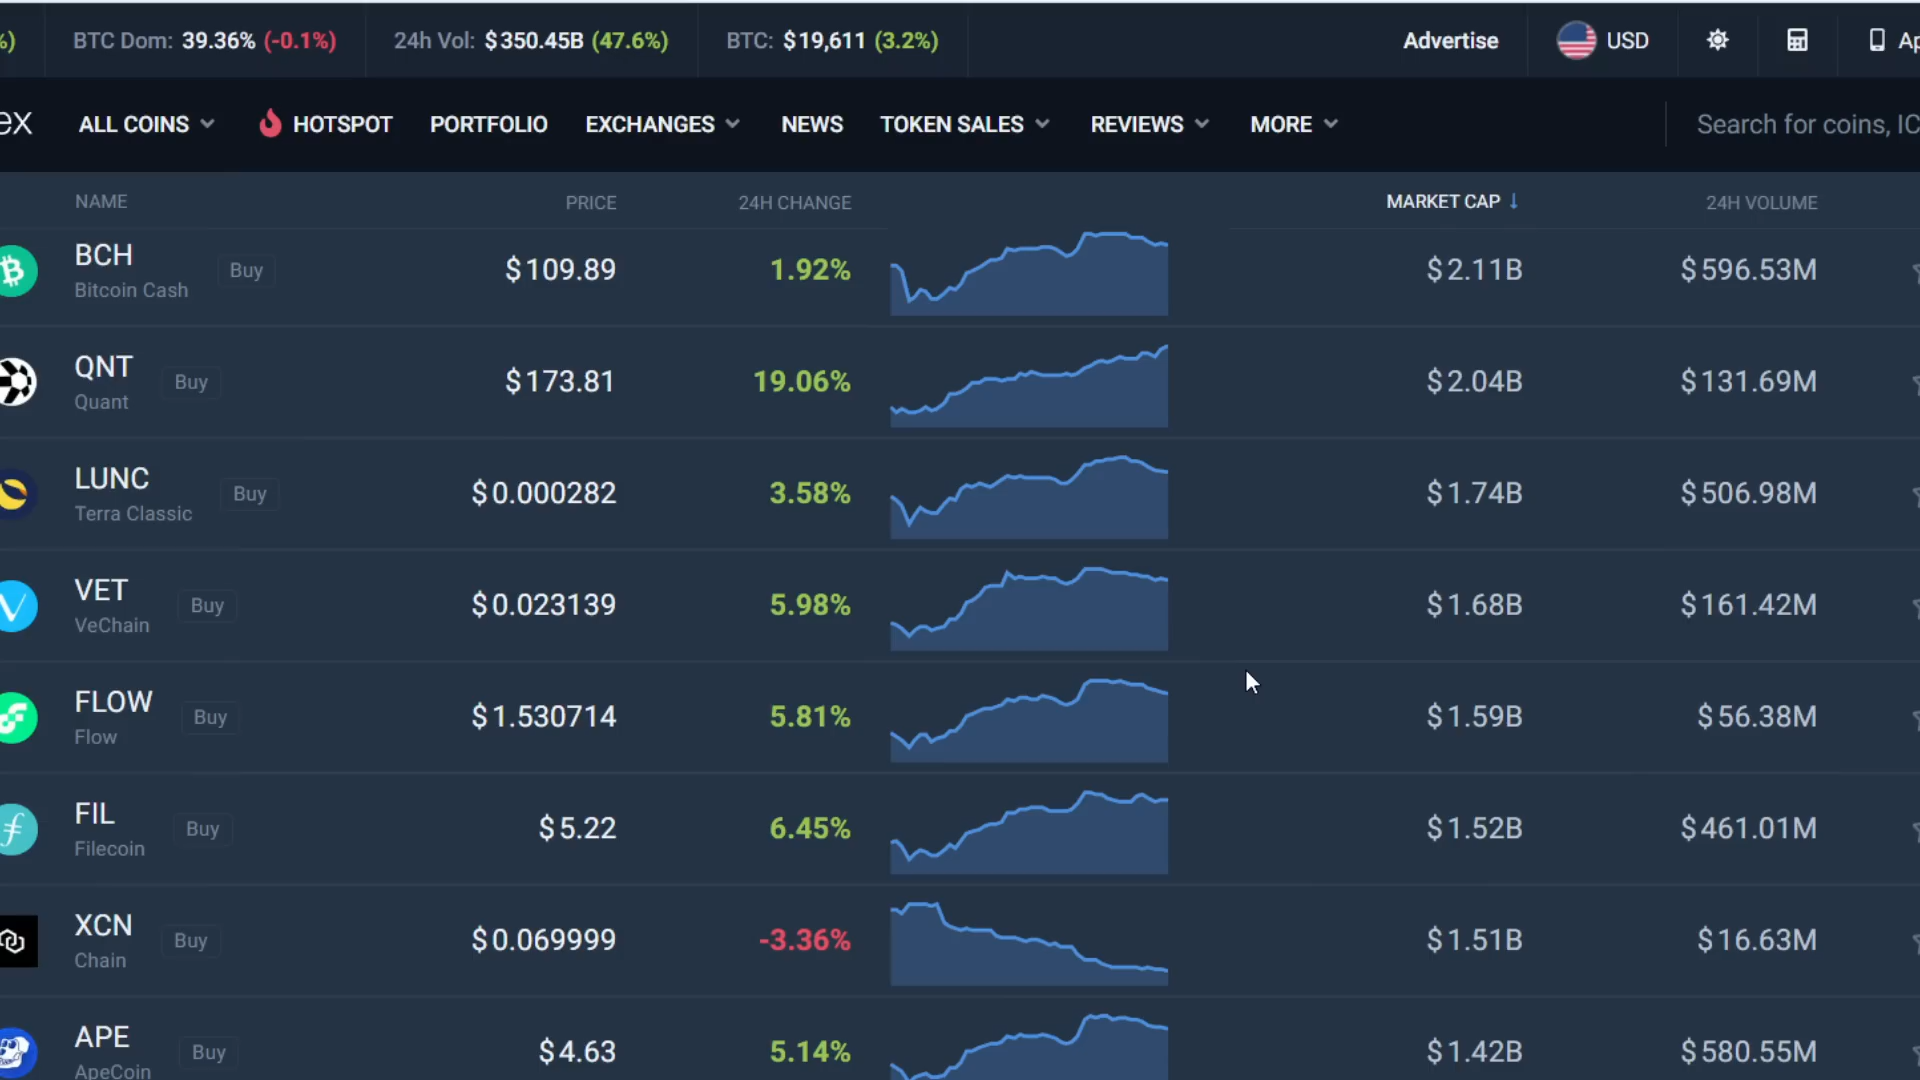 %)
BTC Dom: 39.36% (-0.1%)
24h Vol: $350.45B (47.6%)
BTC: $19,611 (3.2%)
Advertise
USD
Ap
ex
ALL COINS
HOTSPOT
PORTFOLIO
EXCHANGES
NEWS
TOKEN SALES
REVIEWS
MORE
Search for coins, IC
NAME
PRICE
24H CHANGE
MARKET CAP ↓
24H VOLUME
BCH
Bitcoin Cash
Buy
$109.89
1.92%
$2.11B
$596.53M
QNT
Quant
Buy
$173.81
19.06%
$2.04B
$131.69M
LUNC
Terra Classic
Buy
$0.000282
3.58%
$1.74B
$506.98M
VET
VeChain
Buy
$0.023139
5.98%
$1.68B
$161.42M
FLOW
Flow
Buy
$1.530714
5.81%
$1.59B
$56.38M
FIL
Filecoin
Buy
$5.22
6.45%
$1.52B
$461.01M
XCN
Chain
Buy
$0.069999
-3.36%
$1.51B
$16.63M
APE
ApeCoin
Buy
$4.63
5.14%
$1.42B
$580.55M